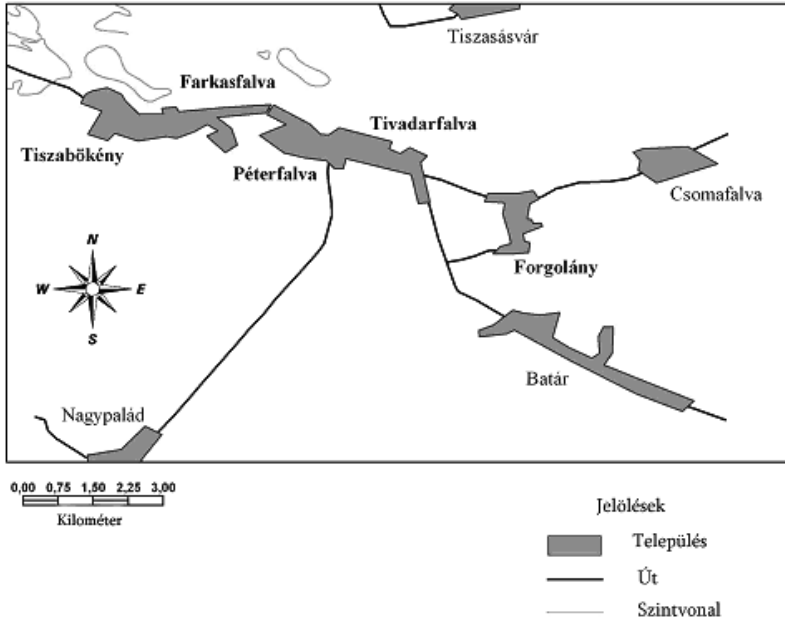 Tiszasásvár
Farkasfalva
Tivadarfalva
Tiszabökény
Péterfalva
Csomafalva
Forgolány
N
W E
S
Batár
Nagypalád
0,00 0,75 1,50 2,25 3,00
Kilométer
Jelölések
Település
Út
Szintvonal